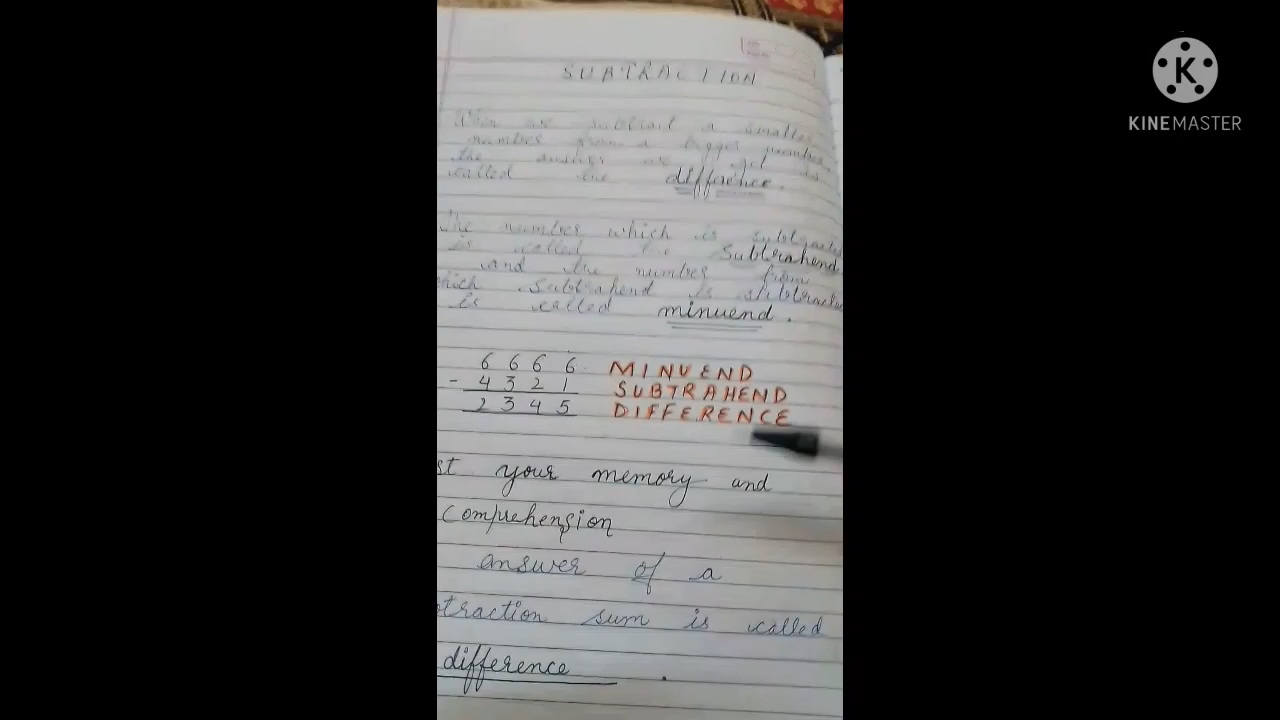 SUBTRACTION
When we subtract a smaller
number from a bigger number,
the answer we get is
called the difference.
The number which is subtracted
is called the Subtrahend
and the number from
which subtrahend is subtracted
is called minuend.
6 6 6 6 MINUEND
- 4 3 2 1 SUBTRAHEND
2 3 4 5 DIFFERENCE
st your memory and
comprehension
answer of a
traction sum is called
difference.
K
KINEMASTER